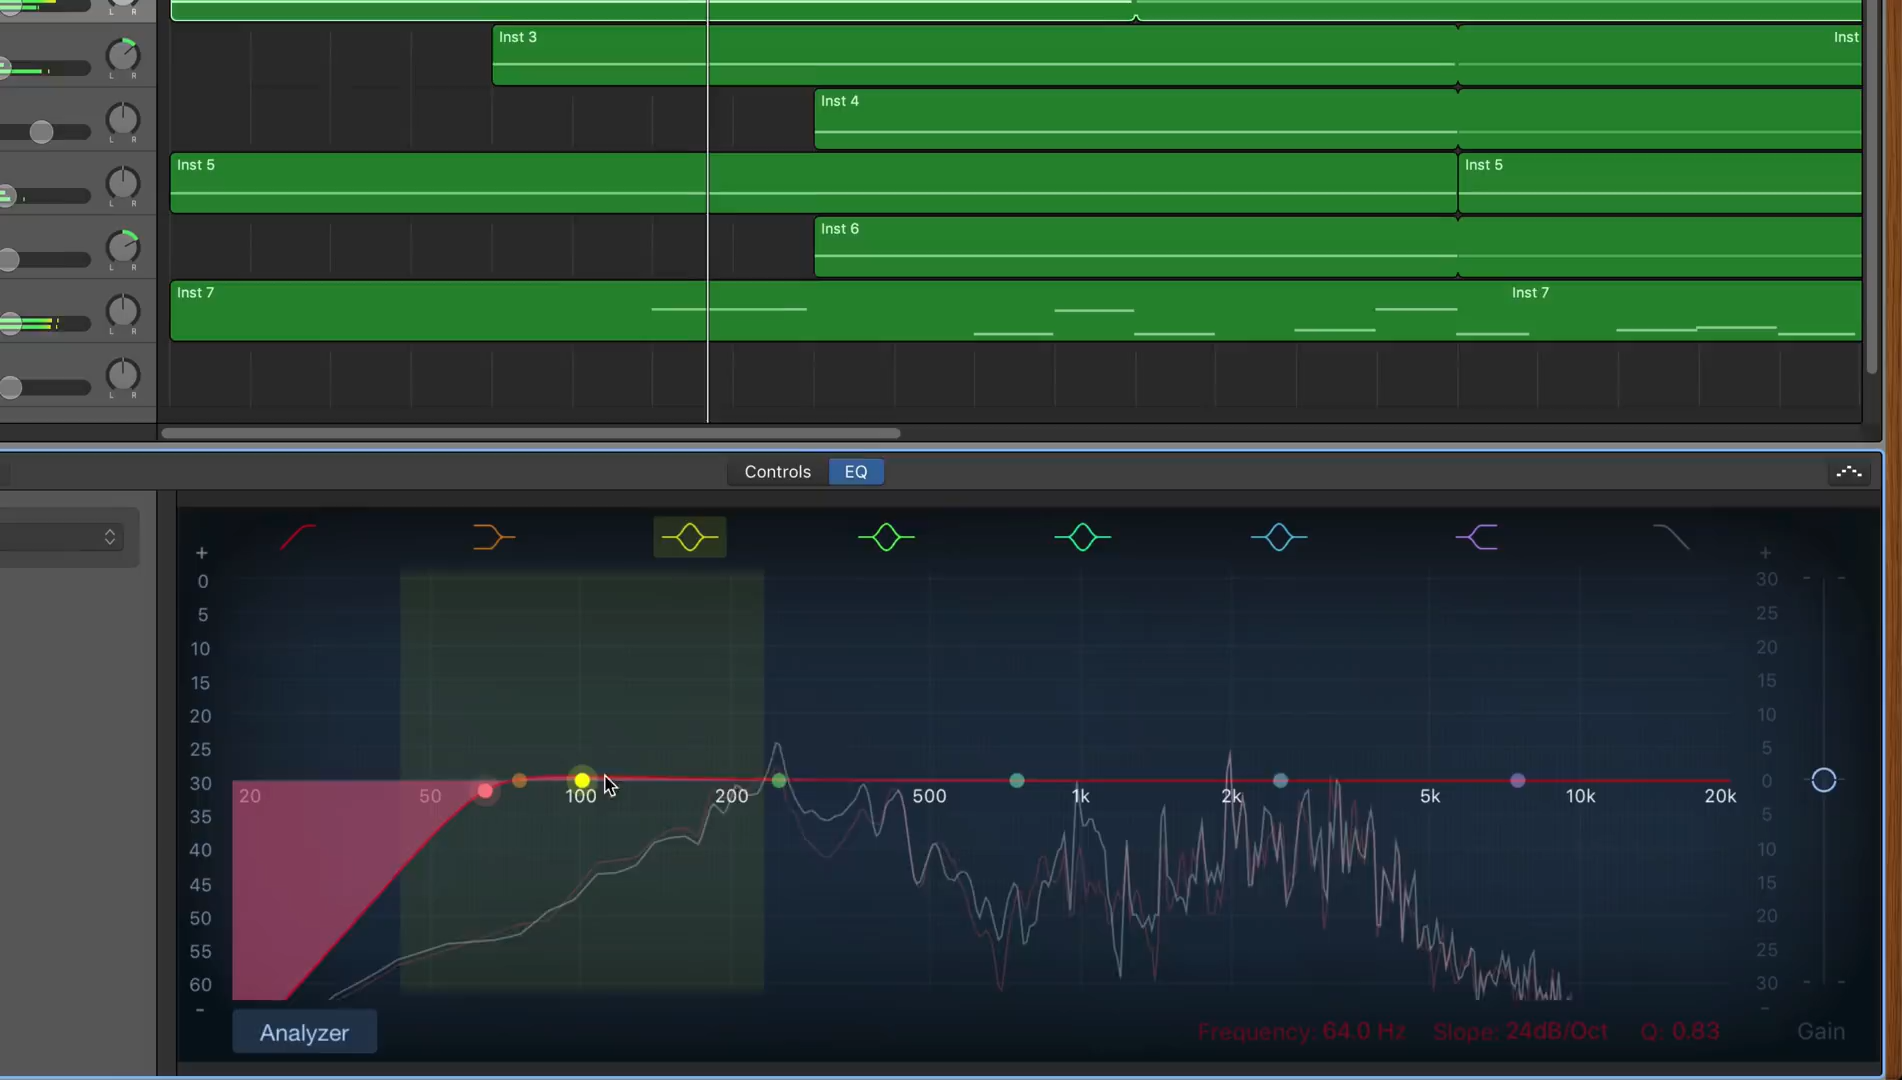 Inst 3
Inst
L R
Inst 4
L R
Inst 5
Inst 5
L R
Inst 6
L R
Inst 7
Inst 7
L R
L R
Controls
EQ
+
+
0
30
5
25
10
20
15
15
20
10
25
5
30
0
20 50 100 200 500 1k 2k 5k 10k 20k
35
5
40
10
45
15
50
20
55
25
60
30
-
-
Analyzer
Frequency: 64.0 Hz Slope: 24dB/Oct Q: 0.83
Gain